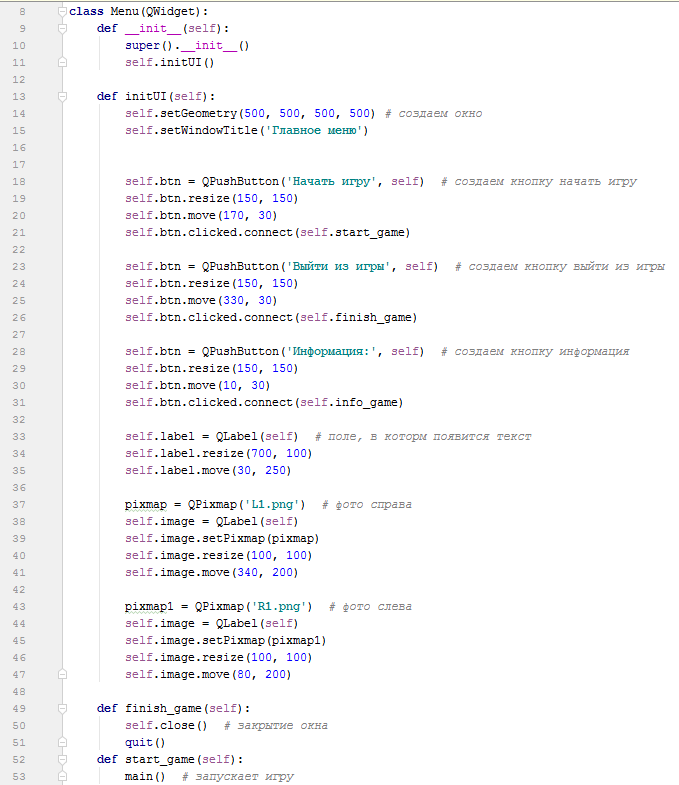 8 class Menu(QWidget):
9     def __init__(self):
10         super().__init__()
11         self.initUI()
12
13     def initUI(self):
14         self.setGeometry(500, 500, 500, 500) # создаем окно
15         self.setWindowTitle('Главное меню')
16
17
18         self.btn = QPushButton('Начать игру', self)  # создаем кнопку начать игру
19         self.btn.resize(150, 150)
20         self.btn.move(170, 30)
21         self.btn.clicked.connect(self.start_game)
22
23         self.btn = QPushButton('Выйти из игры', self)  # создаем кнопку выйти из игры
24         self.btn.resize(150, 150)
25         self.btn.move(330, 30)
26         self.btn.clicked.connect(self.finish_game)
27
28         self.btn = QPushButton('Информация:', self)  # создаем кнопку информация
29         self.btn.resize(150, 150)
30         self.btn.move(10, 30)
31         self.btn.clicked.connect(self.info_game)
32
33         self.label = QLabel(self)  # поле, в которм появится текст
34         self.label.resize(700, 100)
35         self.label.move(30, 250)
36
37         pixmap = QPixmap('L1.png')  # фото справа
38         self.image = QLabel(self)
39         self.image.setPixmap(pixmap)
40         self.image.resize(100, 100)
41         self.image.move(340, 200)
42
43         pixmap1 = QPixmap('R1.png')  # фото слева
44         self.image = QLabel(self)
45         self.image.setPixmap(pixmap1)
46         self.image.resize(100, 100)
47         self.image.move(80, 200)
48
49     def finish_game(self):
50         self.close()  # закрытие окна
51         quit()
52     def start_game(self):
53         main()  # запускает игру